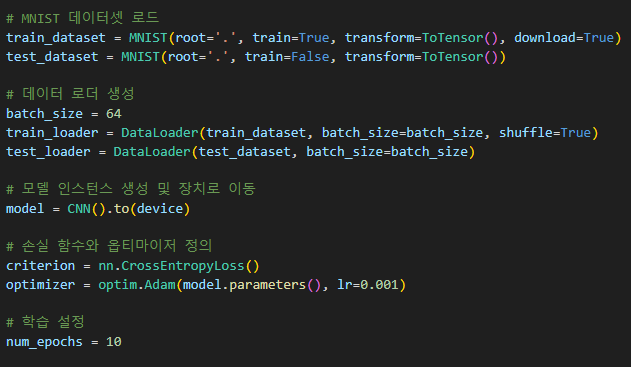 # MNIST 데이터셋 로드
train_dataset = MNIST(root='.', train=True, transform=ToTensor(), download=True)
test_dataset = MNIST(root='.', train=False, transform=ToTensor())
# 데이터 로더 생성
batch_size = 64
train_loader = DataLoader(train_dataset, batch_size=batch_size, shuffle=True)
test_loader = DataLoader(test_dataset, batch_size=batch_size)
# 모델 인스턴스 생성 및 장치로 이동
model = CNN().to(device)
# 손실 함수와 옵티마이저 정의
criterion = nn.CrossEntropyLoss()
optimizer = optim.Adam(model.parameters(), lr=0.001)
# 학습 설정
num_epochs = 10